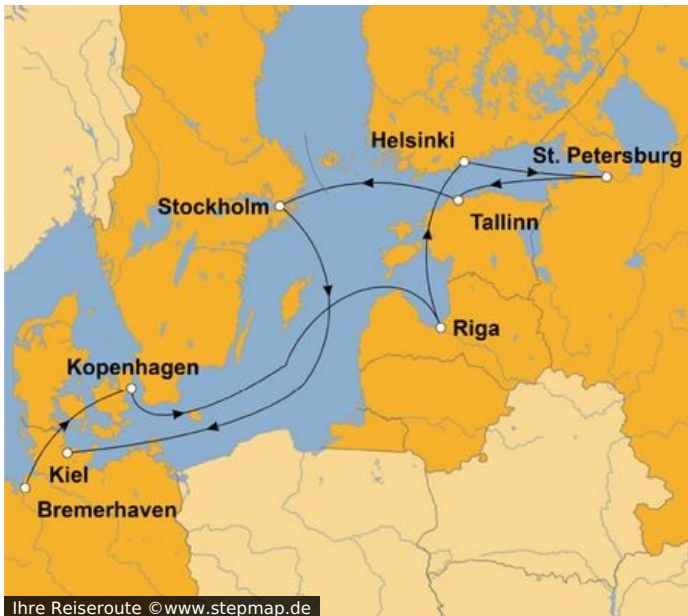 Helsinki
St. Petersburg
Stockholm
Tallinn
Riga
Kopenhagen
Kiel
Bremerhaven
Ihre Reiseroute ©www.stepmap.de